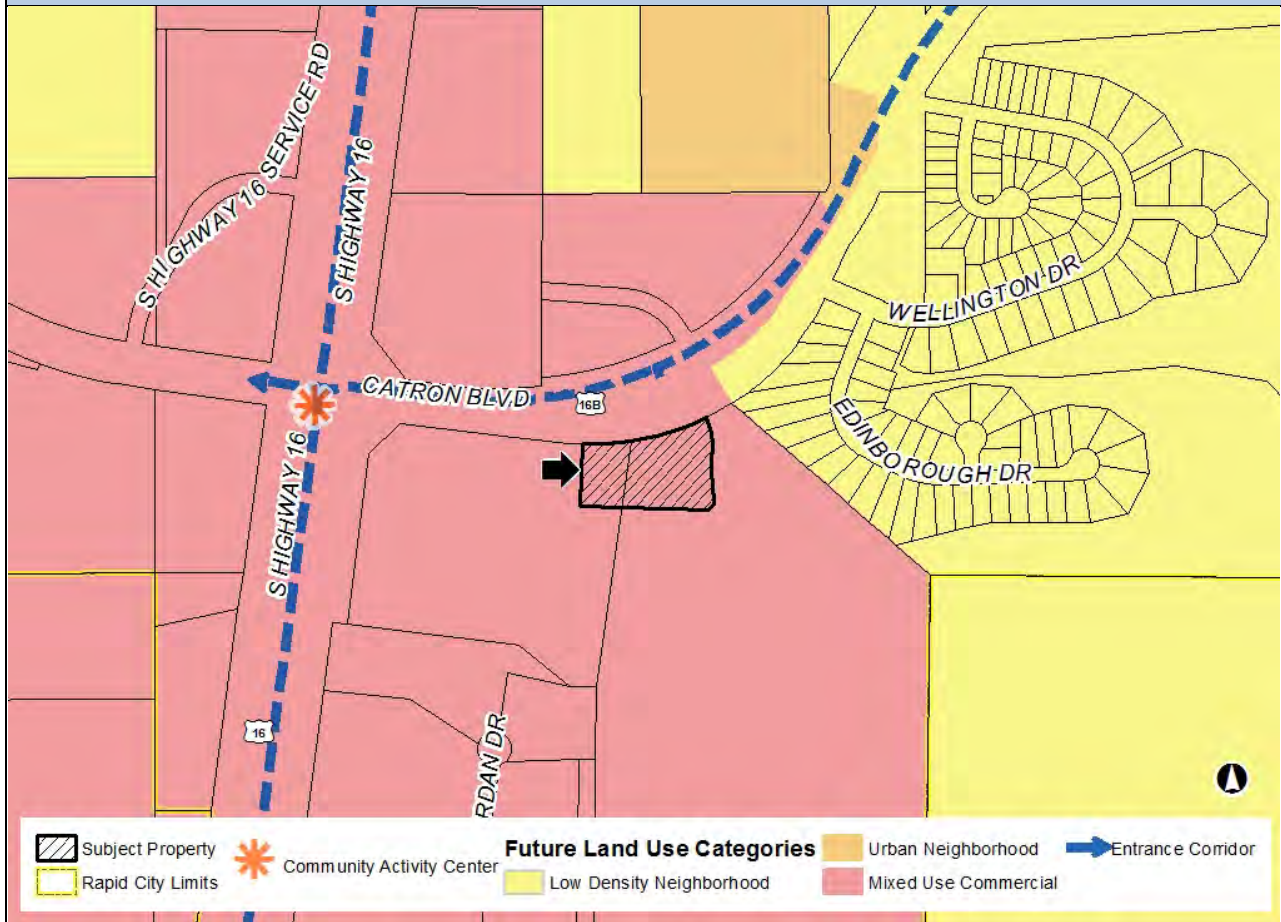 S HIGHWAY 16 SERVICE RD
S HIGHWAY 16
WELLINGTON DR
CATRON BLVD
16B
EDINBOROUGH DR
S HIGHWAY 16
16
RDAN DR
Subject Property
Rapid City Limits
Community Activity Center
Future Land Use Categories
Low Density Neighborhood
Urban Neighborhood
Mixed Use Commercial
Entrance Corridor